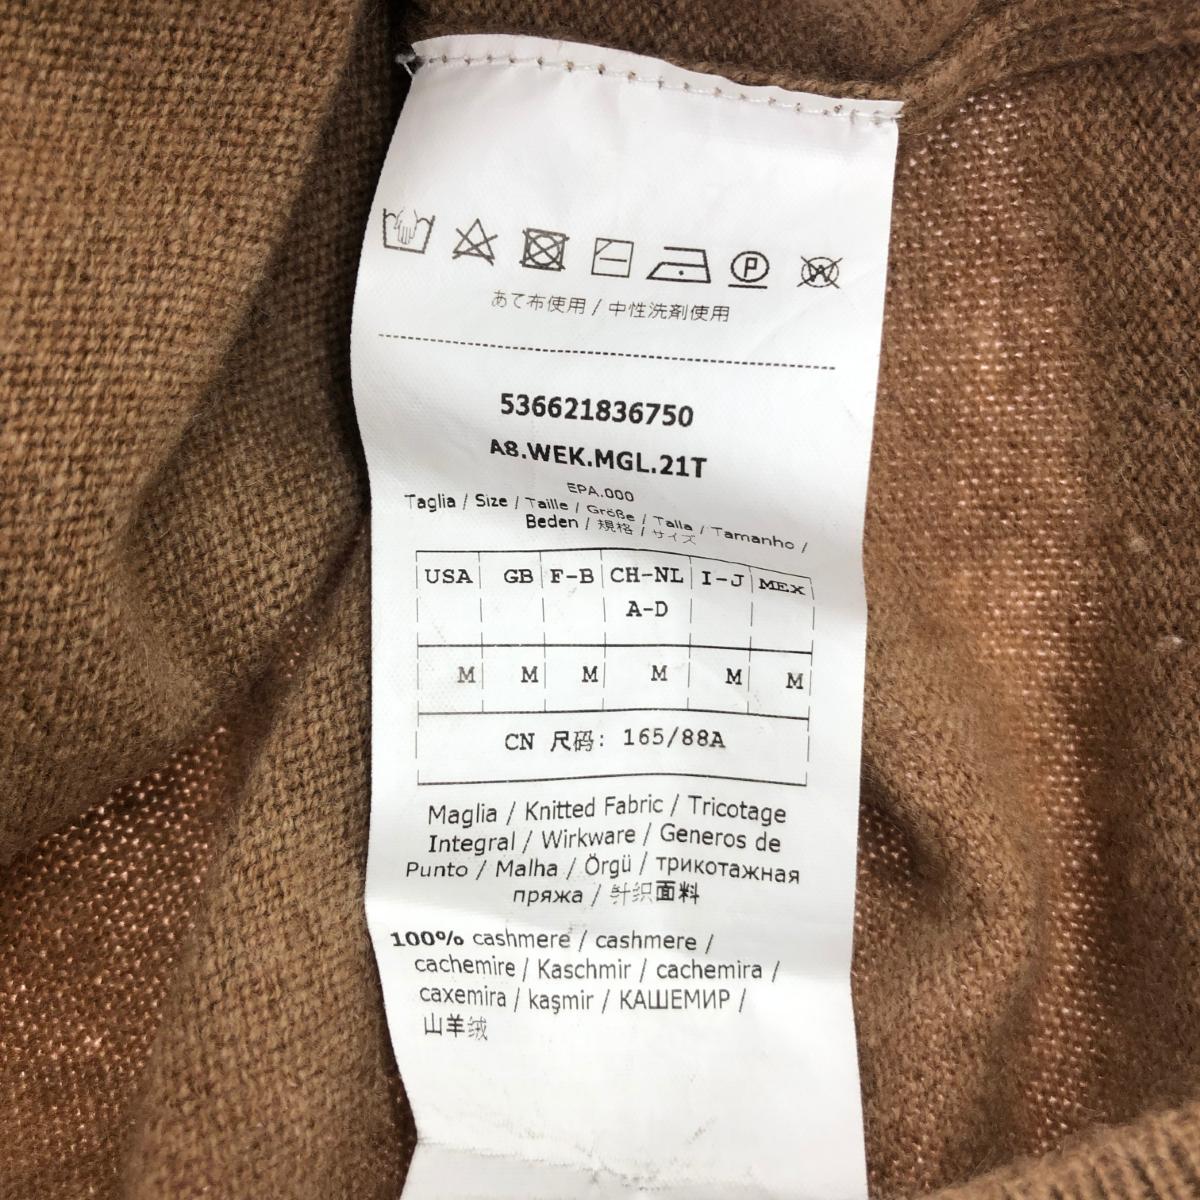 P
W
あて布使用 / 中性洗剤使用
536621836750
A8.WEK.MGL.21T
EPA.000
Taglia / Size / Taille / Größe / Talla / Tamanho /
Beden / 规格 / サイズ
USA GB F-B CH-NL I-J MEX
A-D
M M M M M M
CN 尺码: 165/88A
Maglia / Knitted Fabric / Tricotage
Integral / Wirkware / Generos de
Punto / Malha / Örgü / трикотажная
пряжа / 针织面料
100% cashmere / cashmere /
cachemire / Kaschmir / cachemira /
caxemira / kaşmir / КАШЕМИР /
山羊绒